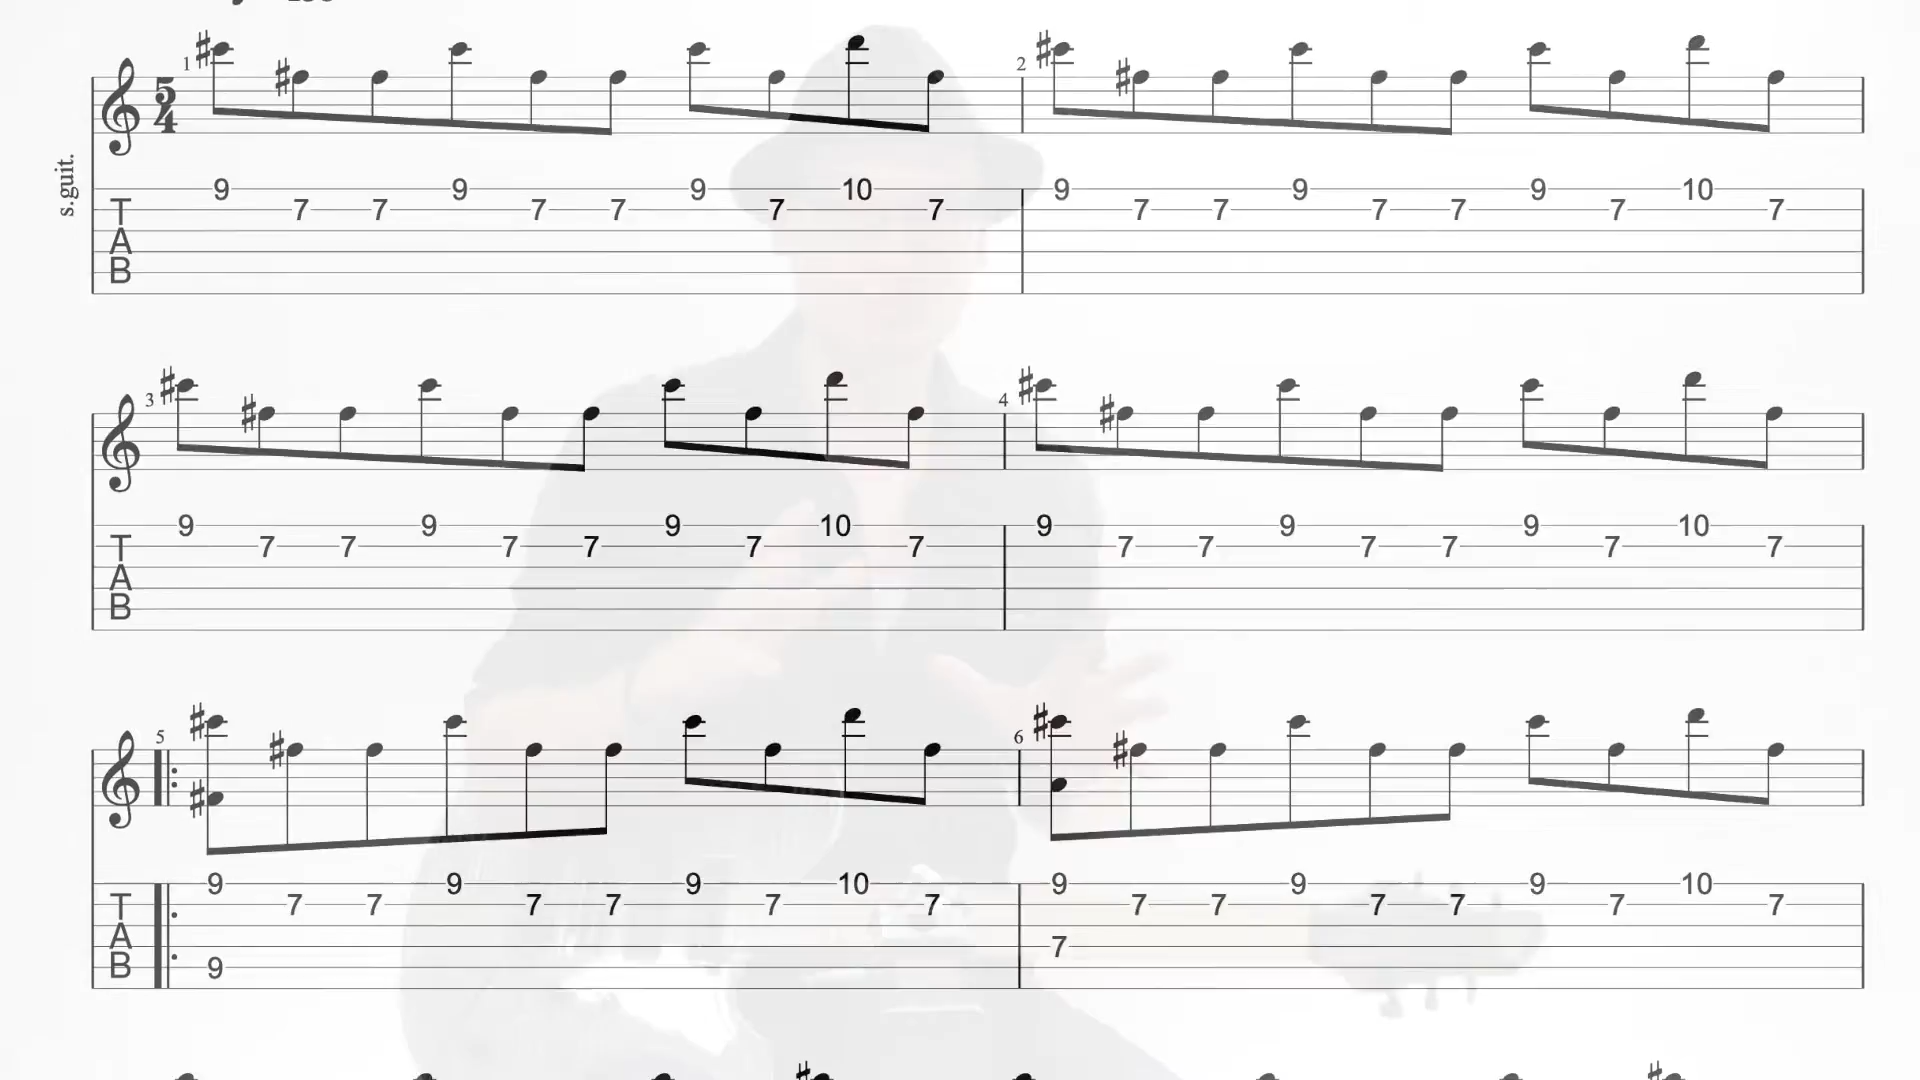 1 2
5
4
s.guit.
9 7 7 9 7 7 9 7 10 7 9 7 7 9 7 7 9 7 10 7
T
A
B
3 4
9 7 7 9 7 7 9 7 10 7 9 7 7 9 7 7 9 7 10 7
T
A
B
5 6
9 7 7 9 7 7 9 7 10 7 9 7 7 9 7 7 9 7 10 7
T
A 7
B 9